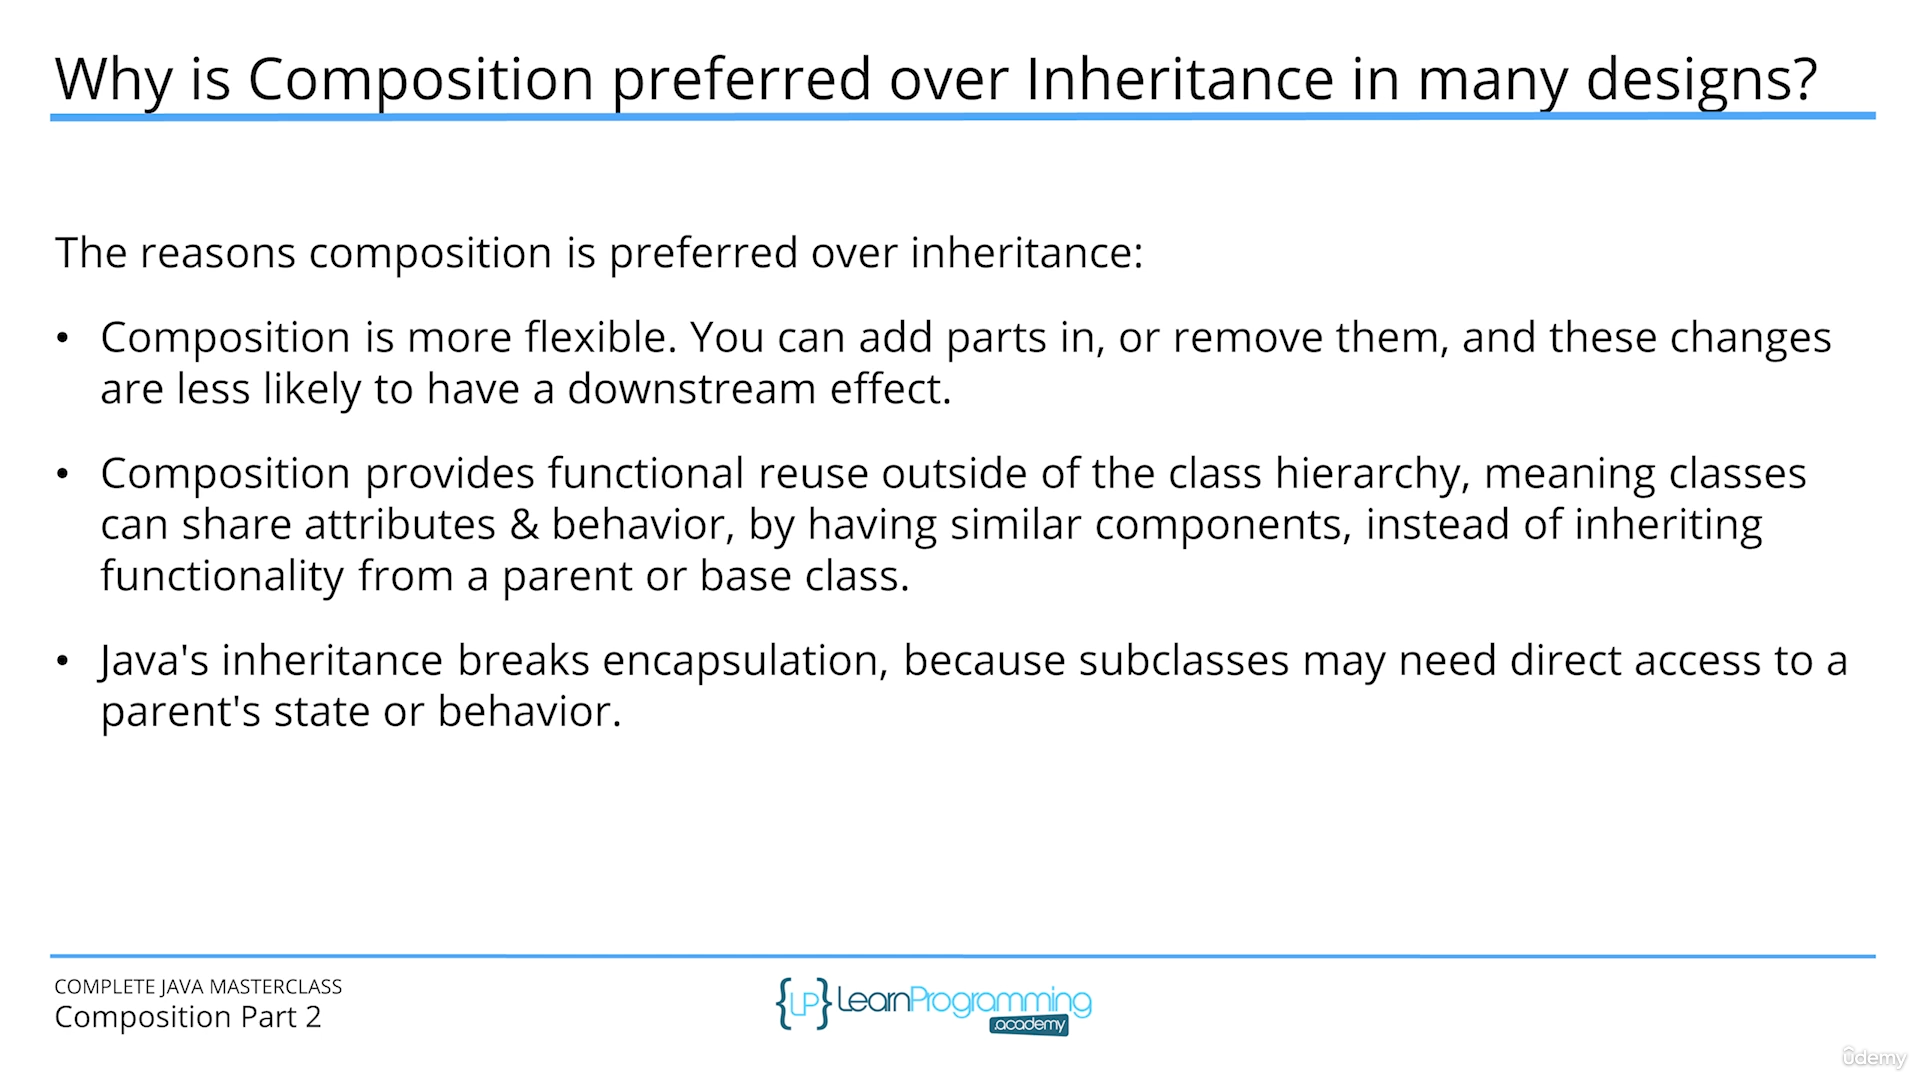 Why is Composition preferred over Inheritance in many designs?
The reasons composition is preferred over inheritance:
• Composition is more flexible. You can add parts in, or remove them, and these changes
are less likely to have a downstream effect.
• Composition provides functional reuse outside of the class hierarchy, meaning classes
can share attributes & behavior, by having similar components, instead of inheriting
functionality from a parent or base class.
• Java's inheritance breaks encapsulation, because subclasses may need direct access to a
parent's state or behavior.
COMPLETE JAVA MASTERCLASS
Composition Part 2
{LP} LearnProgramming
.academy
ûdemy